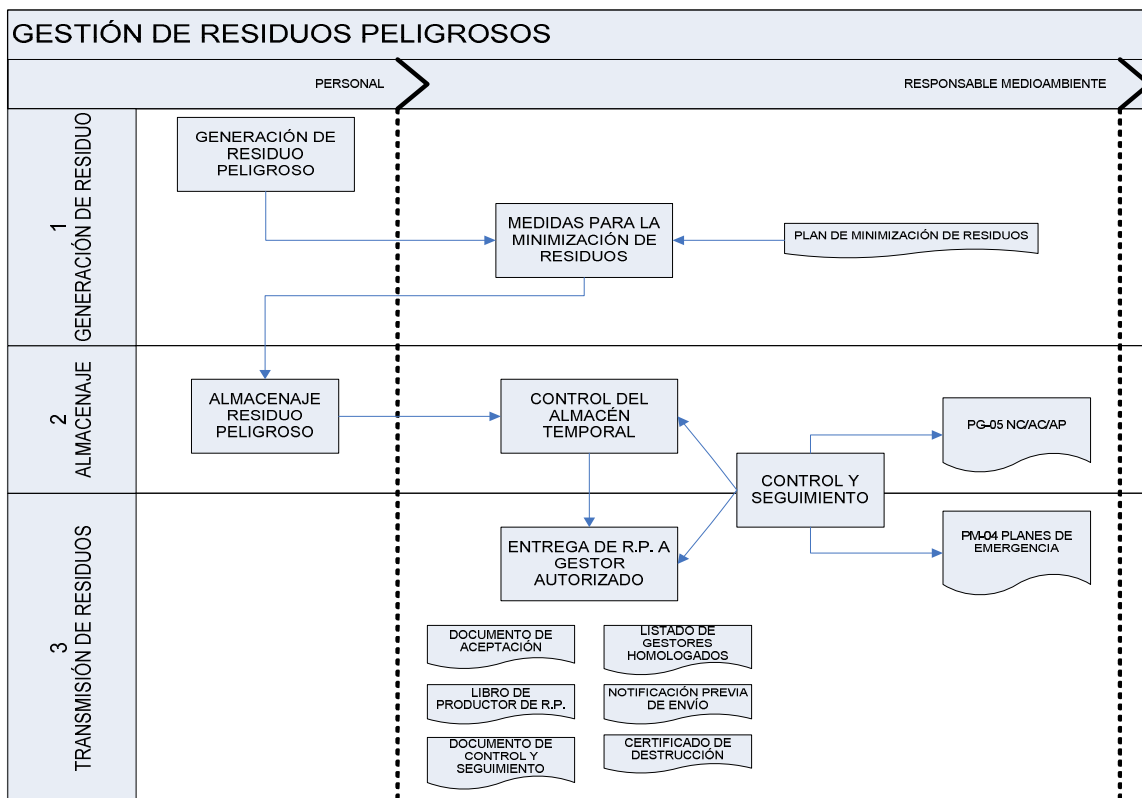 GESTIÓN DE RESIDUOS PELIGROSOS
PERSONAL
RESPONSABLE MEDIOAMBIENTE
1
GENERACIÓN DE RESIDUO
GENERACIÓN DE
RESIDUO
PELIGROSO
MEDIDAS PARA LA
MINIMIZACIÓN DE
RESIDUOS
PLAN DE MINIMIZACIÓN DE RESIDUOS
2
ALMACENAJE
ALMACENAJE
RESIDUO
PELIGROSO
CONTROL DEL
ALMACÉN
TEMPORAL
CONTROL Y
SEGUIMIENTO
PG-05 NC/AC/AP
3
TRANSMISIÓN DE RESIDUOS
ENTREGA DE R.P. A
GESTOR
AUTORIZADO
PM-04 PLANES DE
EMERGENCIA
DOCUMENTO DE
ACEPTACIÓN
LISTADO DE
GESTORES
HOMOLOGADOS
LIBRO DE
PRODUCTOR DE R.P.
NOTIFICACIÓN PREVIA
DE ENVÍO
DOCUMENTO DE
CONTROL Y
SEGUIMIENTO
CERTIFICADO DE
DESTRUCCIÓN